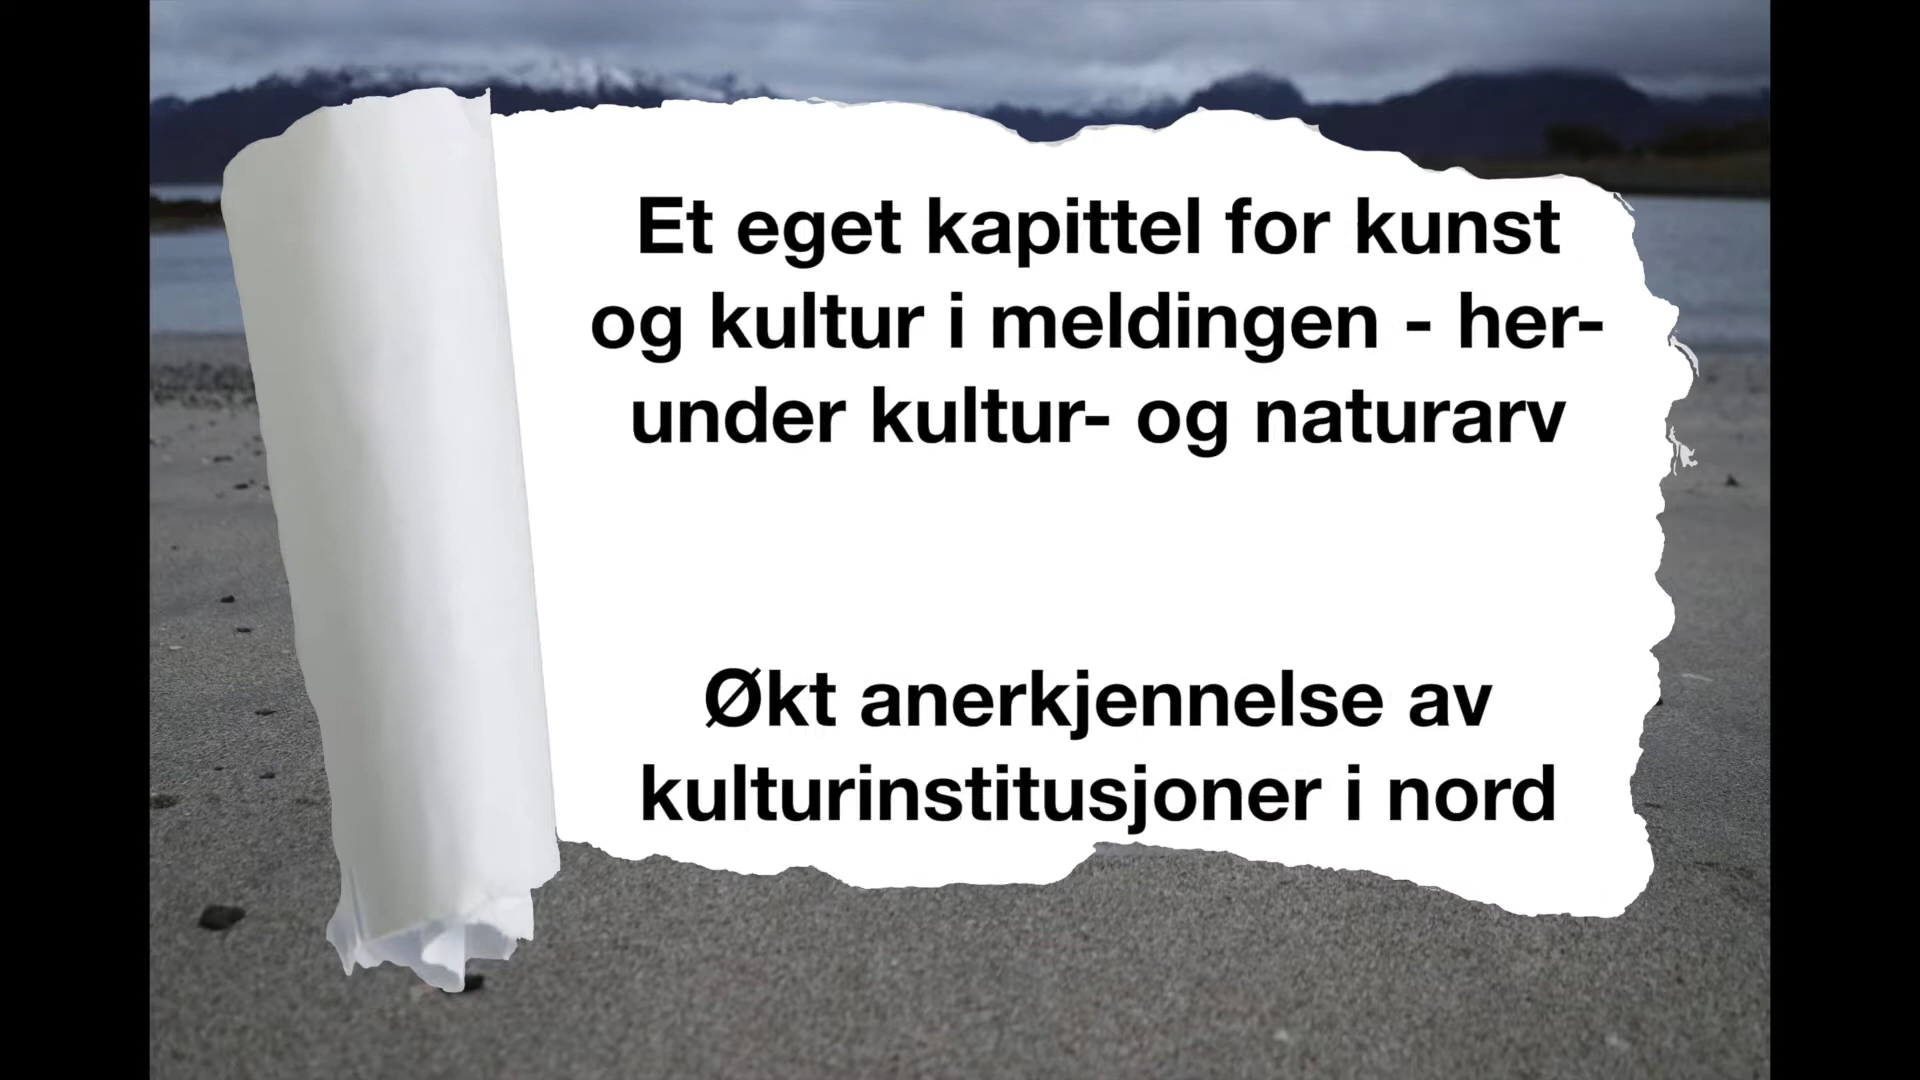 Et eget kapittel for kunst
og kultur i meldingen - her-
under kultur- og naturarv
Økt anerkjennelse av
kulturinstitusjoner i nord